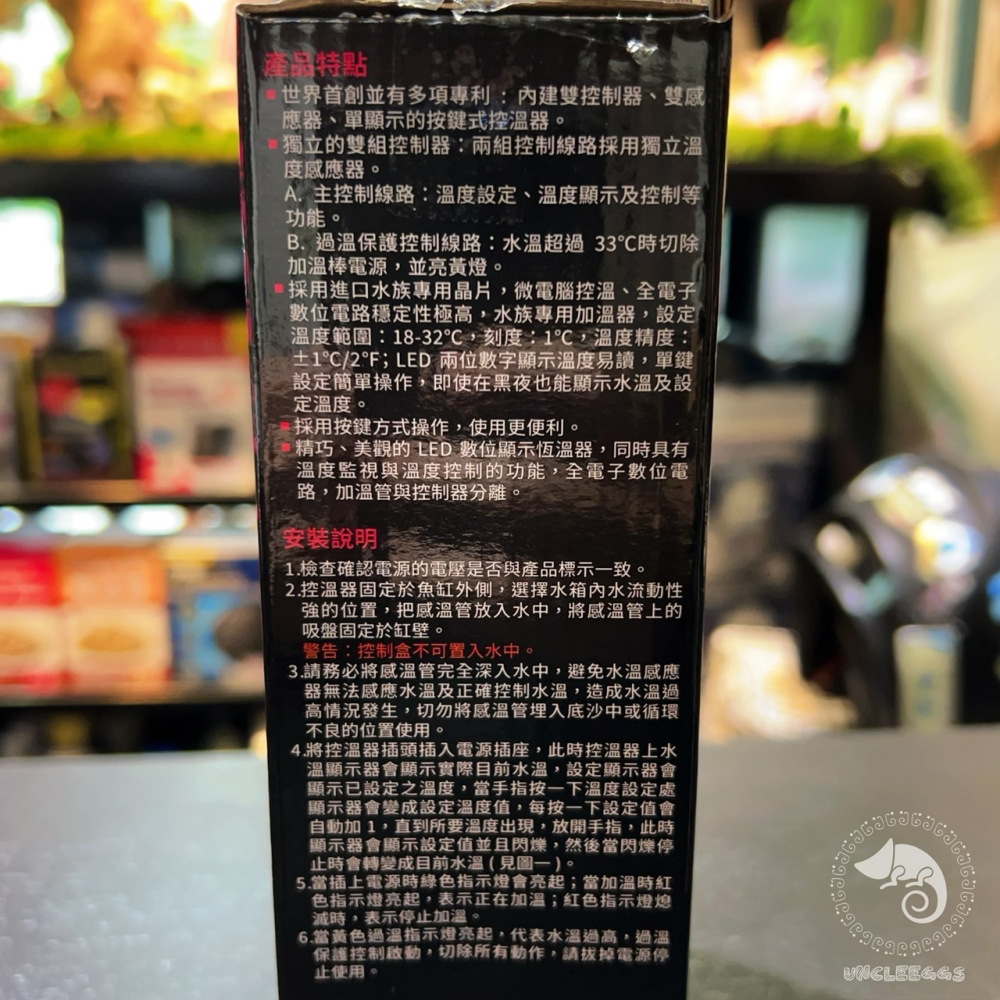 產品特點
▪世界首創並有多項專利：內建雙控制器、雙感
應器、單顯示的按鍵式控溫器。
▪獨立的雙組控制器：兩組控制線路採用獨立溫
度感應器。
A. 主控制線路：溫度設定、溫度顯示及控制等
功能。
B. 過溫保護控制線路：水溫超過 33℃時切除
加溫棒電源，並亮黃燈。
▪採用進口水族專用晶片，微電腦控溫、全電子
數位電路穩定性極高，水族專用加溫器，設定
溫度範圍：18-32℃，刻度：1℃，溫度精度：
±1℃/2℉；LED 兩位數字顯示溫度易讀，單鍵
設定簡單操作，即使在黑夜也能顯示水溫及設
定溫度。
▪採用按鍵方式操作，使用更便利。
▪精巧、美觀的 LED 數位顯示恆溫器，同時具有
溫度監視與溫度控制的功能，全電子數位電
路，加溫管與控制器分離。
安裝說明
1.檢查確認電源的電壓是否與產品標示一致。
2.控溫器固定於魚缸外側，選擇水箱內水流動性
強的位置，把感溫管放入水中，將感溫管上的
吸盤固定於缸壁。
警告：控制盒不可置入水中。
3.請務必將感溫管完全深入水中，避免水溫感應
器無法感應水溫及正確控制水溫，造成水溫過
高情況發生，切勿將感溫管埋入底沙中或循環
不良的位置使用。
4.將控溫器插頭插入電源插座，此時控溫器上水
溫顯示器會顯示實際目前水溫，設定顯示器會
顯示已設定之溫度，當手指按一下溫度設定處
顯示器會變成設定溫度值，每按一下設定值會
自動加 1，直到所要溫度出現，放開手指，此時
顯示器會顯示設定值並且閃爍，然後當閃爍停
止時會轉變成目前水溫 ( 見圖一 )。
5.當插上電源時綠色指示燈會亮起；當加溫時紅
色指示燈亮起，表示正在加溫；紅色指示燈熄
滅時，表示停止加溫。
6.當黃色過溫指示燈亮起，代表水溫過高，過溫
保護控制啟動，切除所有動作，請拔掉電源停
止使用。
UNCLEEGGS